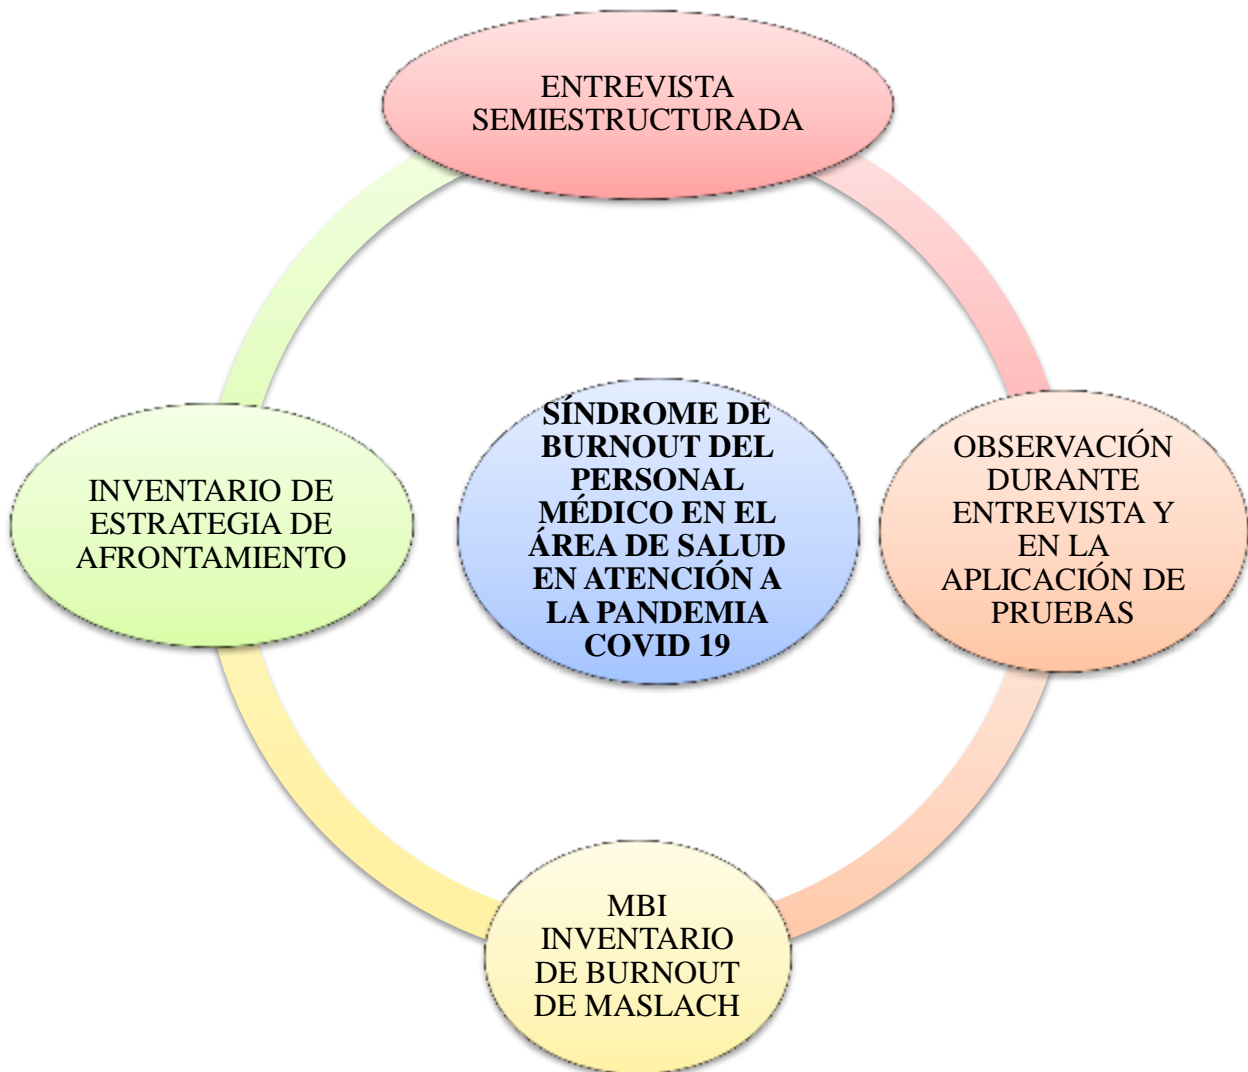 ENTREVISTA
SEMIESTRUCTURADA
SÍNDROME DE
BURNOUT DEL
PERSONAL
MÉDICO EN EL
ÁREA DE SALUD
EN ATENCIÓN A
LA PANDEMIA
COVID 19
OBSERVACIÓN
DURANTE
ENTREVISTA Y
EN LA
APLICACIÓN DE
PRUEBAS
MBI
INVENTARIO
DE BURNOUT
DE MASLACH
INVENTARIO DE
ESTRATEGIA DE
AFRONTAMIENTO